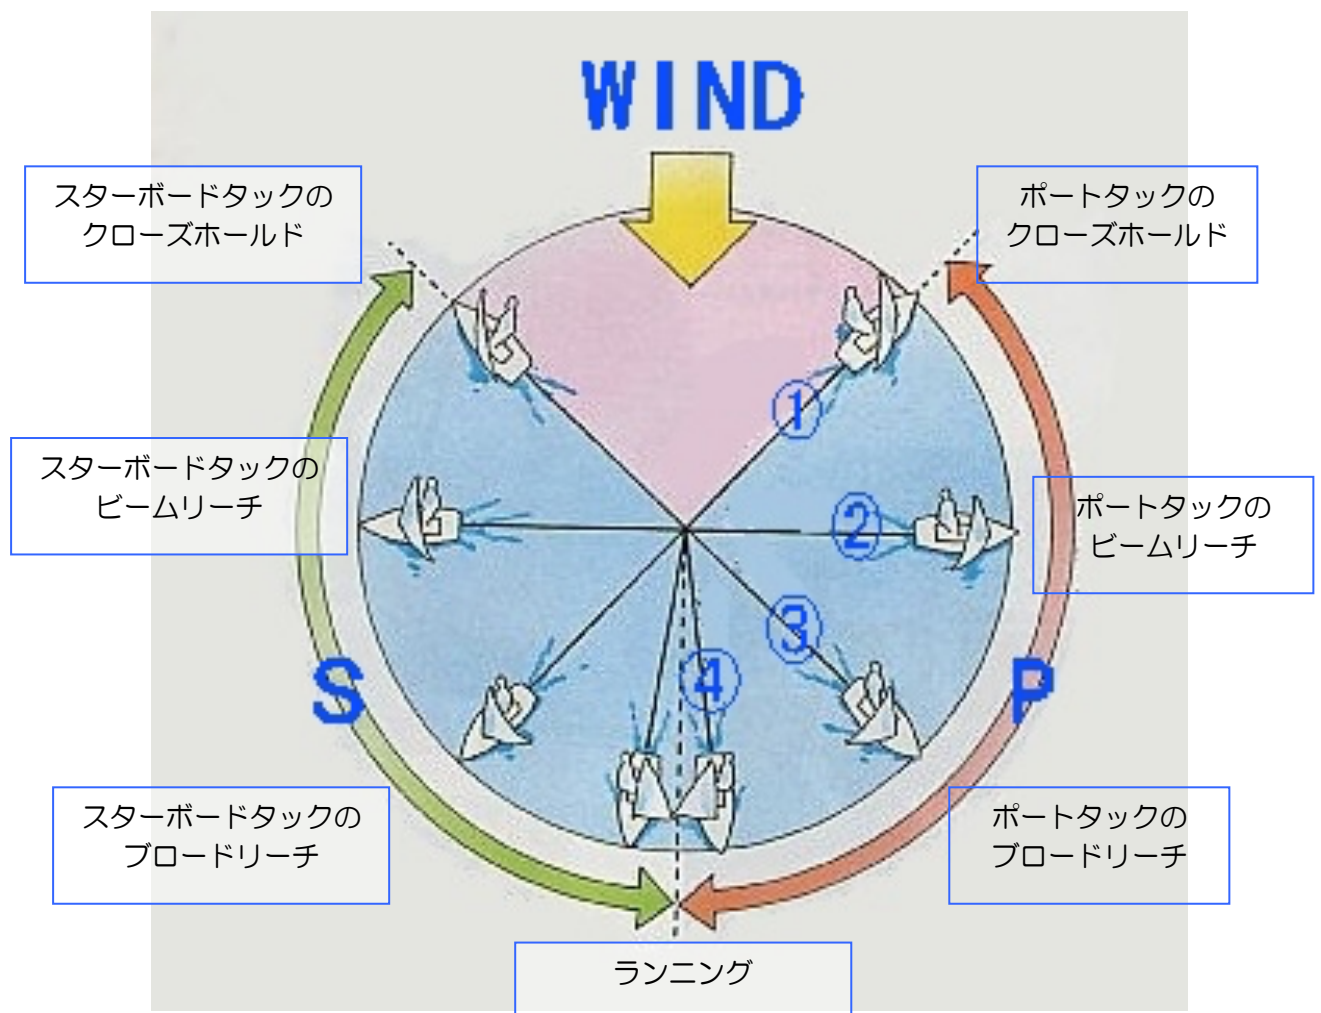 WIND
スターボードタックの
クローズホールド
ポートタックの
クローズホールド
①
スターボードタックの
ビームリーチ
②
ポートタックの
ビームリーチ
③
④
S
P
スターボードタックの
ブロードリーチ
ポートタックの
ブロードリーチ
ランニング